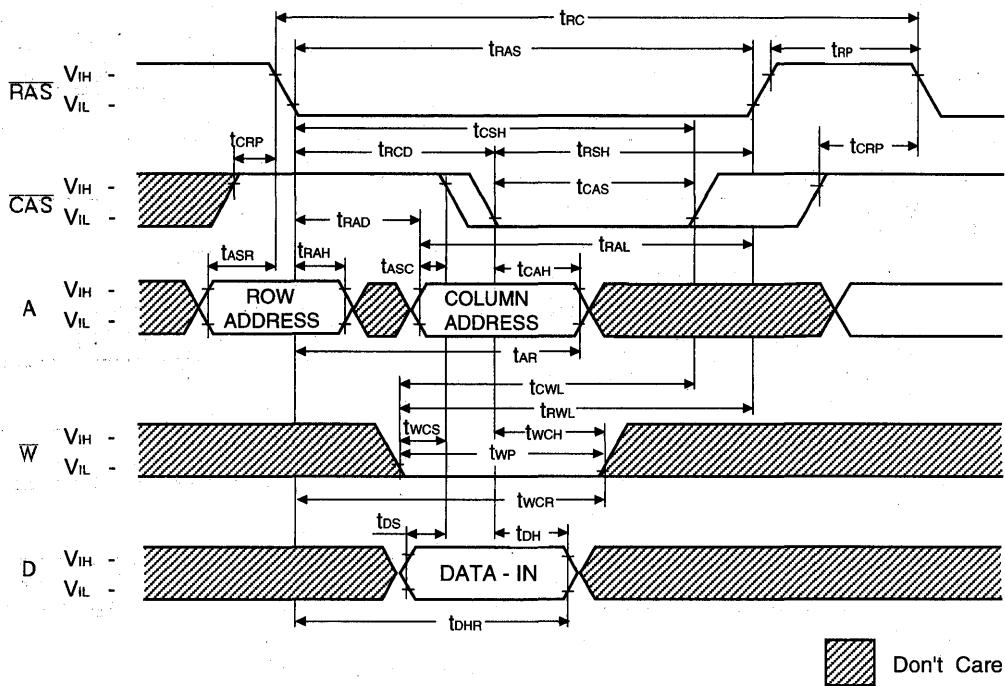 tRC
tRAS
tRP
RAS
VIH -
VIL -
tCSH
tCRP
tRCD
tRSH
tCRP
CAS
VIH -
VIL -
tCAS
tRAD
tRAL
tASR
tRAH
tASC
tCAH
A
VIH -
VIL -
ROW
ADDRESS
COLUMN
ADDRESS
tAR
tCWL
tRWL
W
VIH -
VIL -
tWCS
tWCH
tWP
tWCR
tDS
tDH
D
VIH -
VIL -
DATA - IN
tDHR
Don't Care